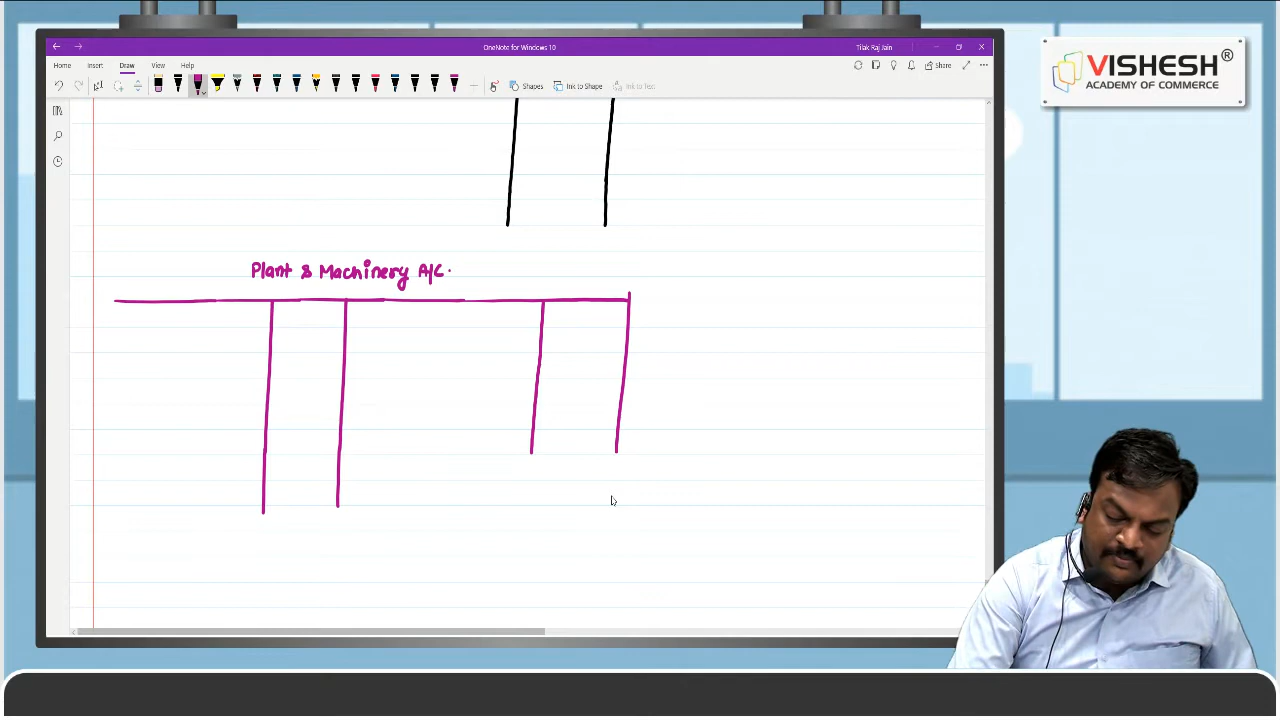 OneNote for Windows 10
Tilak Raj Jain
Home Insert Draw View Help
Share
Shapes Ink to Shape Ink to Text
Plant & Machinery A/C.
VISHESH ®
ACADEMY OF COMMERCE